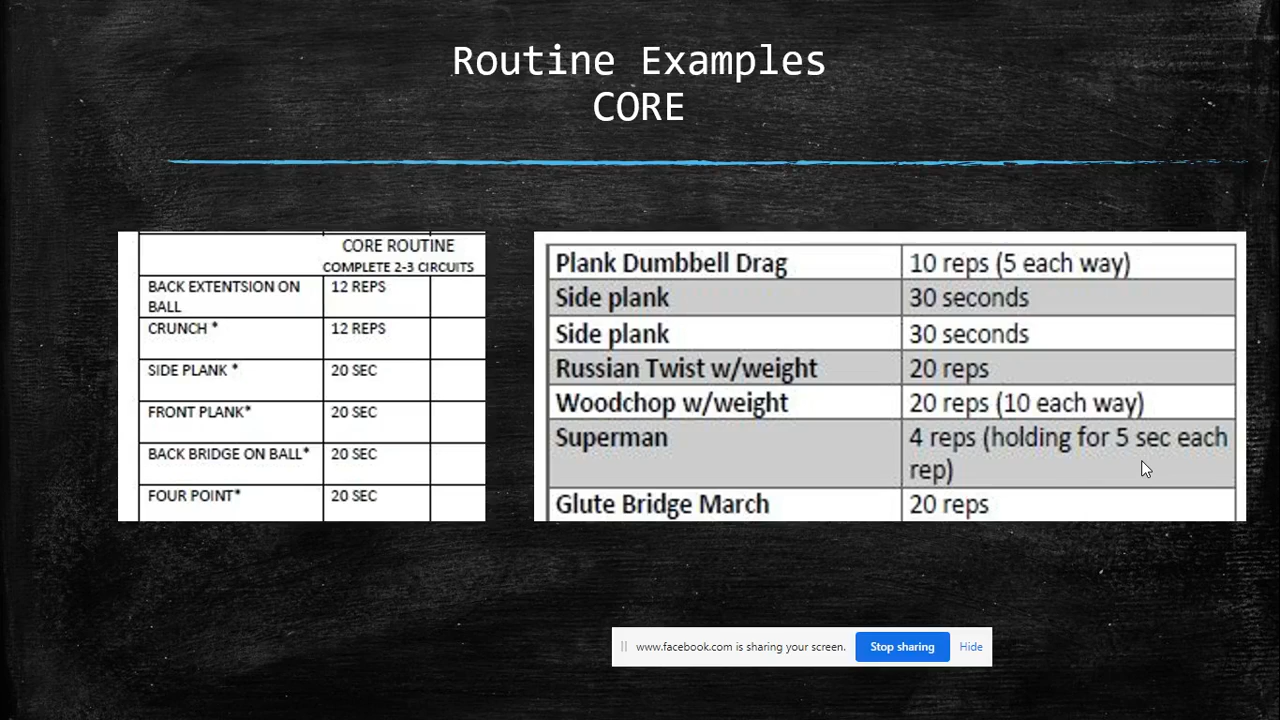 Routine Examples
CORE
CORE ROUTINE
COMPLETE 2-3 CIRCUITS
BACK EXTENTSION ON 12 REPS
BALL
CRUNCH * 12 REPS
SIDE PLANK * 20 SEC
FRONT PLANK* 20 SEC
BACK BRIDGE ON BALL* 20 SEC
FOUR POINT* 20 SEC
Plank Dumbbell Drag 10 reps (5 each way)
Side plank 30 seconds
Side plank 30 seconds
Russian Twist w/weight 20 reps
Woodchop w/weight 20 reps (10 each way)
Superman 4 reps (holding for 5 sec each
rep)
Glute Bridge March 20 reps
www.facebook.com is sharing your screen. Stop sharing Hide